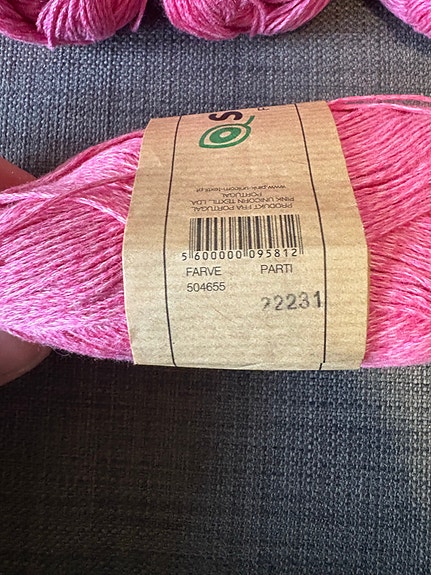 S
www.pink-unicorn-textil.pt
PORTUGAL
PINK UNICORN TEXTIL, LDA
PRODUKT FRA PORTUGAL
5 600000 095812
FARVE PARTI
504655
22231